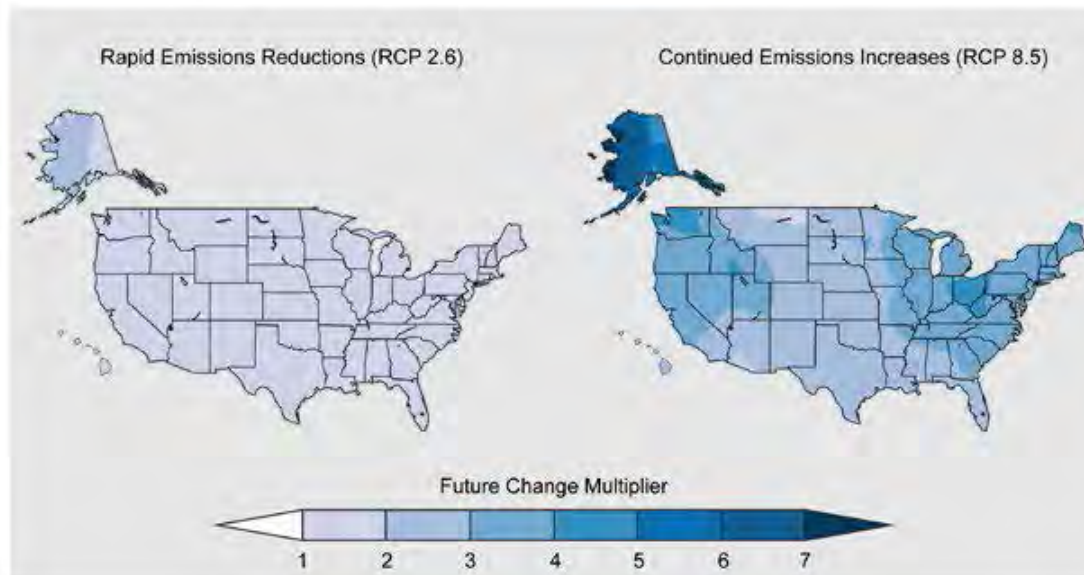 Rapid Emissions Reductions (RCP 2.6)
Continued Emissions Increases (RCP 8.5)
Future Change Multiplier
1 2 3 4 5 6 7